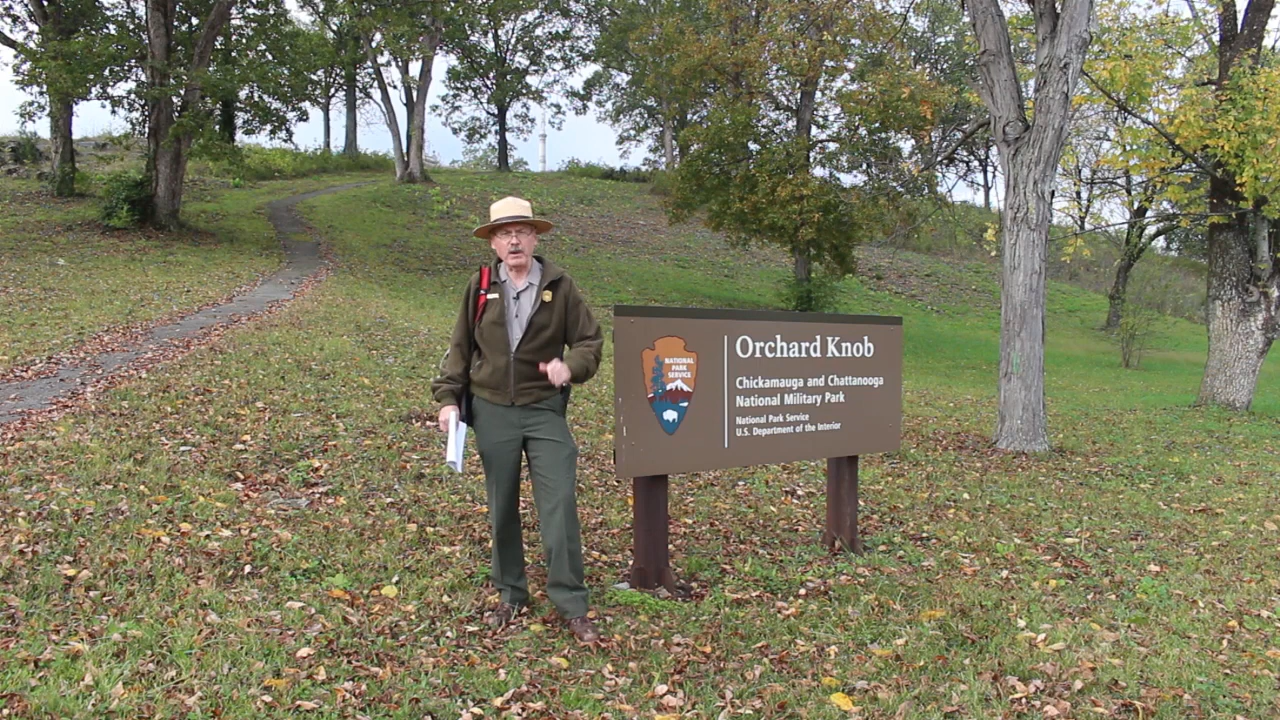 NATIONAL
PARK
SERVICE
Orchard Knob
Chickamauga and Chattanooga
National Military Park
National Park Service
U.S. Department of the Interior